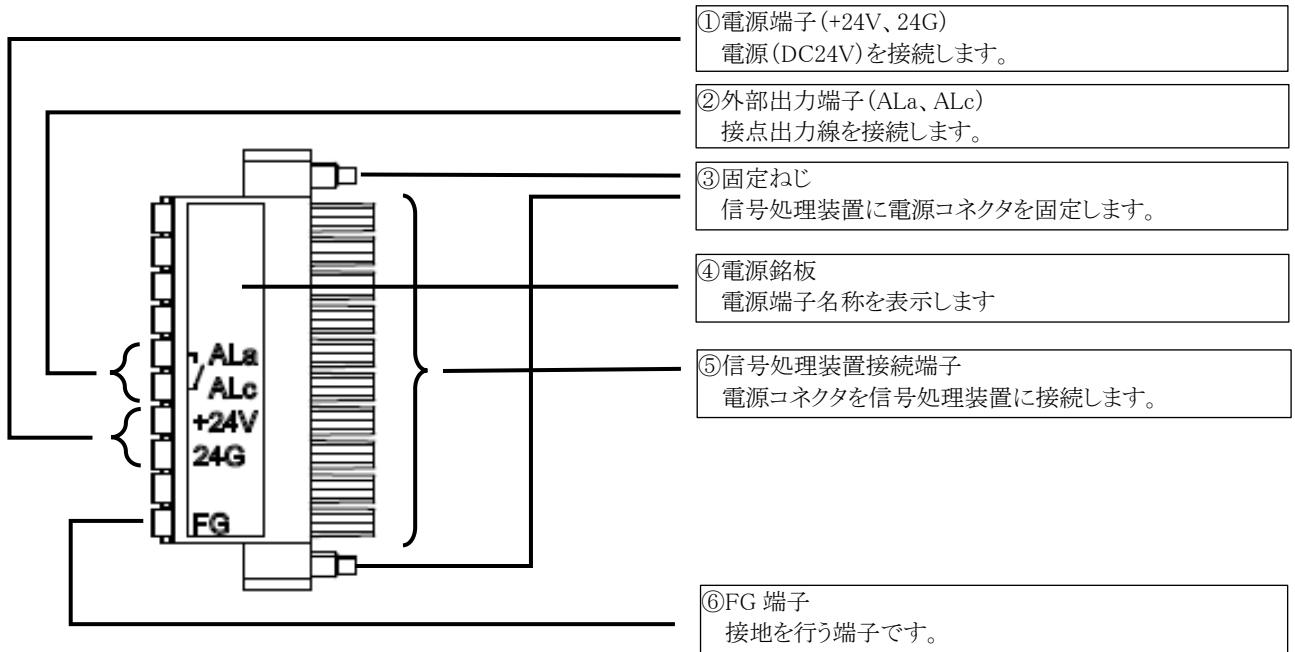 ①電源端子(+24V、24G)
電源(DC24V)を接続します。
②外部出力端子(ALa、ALc)
接点出力線を接続します。
③固定ねじ
信号処理装置に電源コネクタを固定します。
④電源銘板
電源端子名称を表示します
⑤信号処理装置接続端子
電源コネクタを信号処理装置に接続します。
⑥FG 端子
接地を行う端子です。
ALa
ALc
+24V
24G
FG